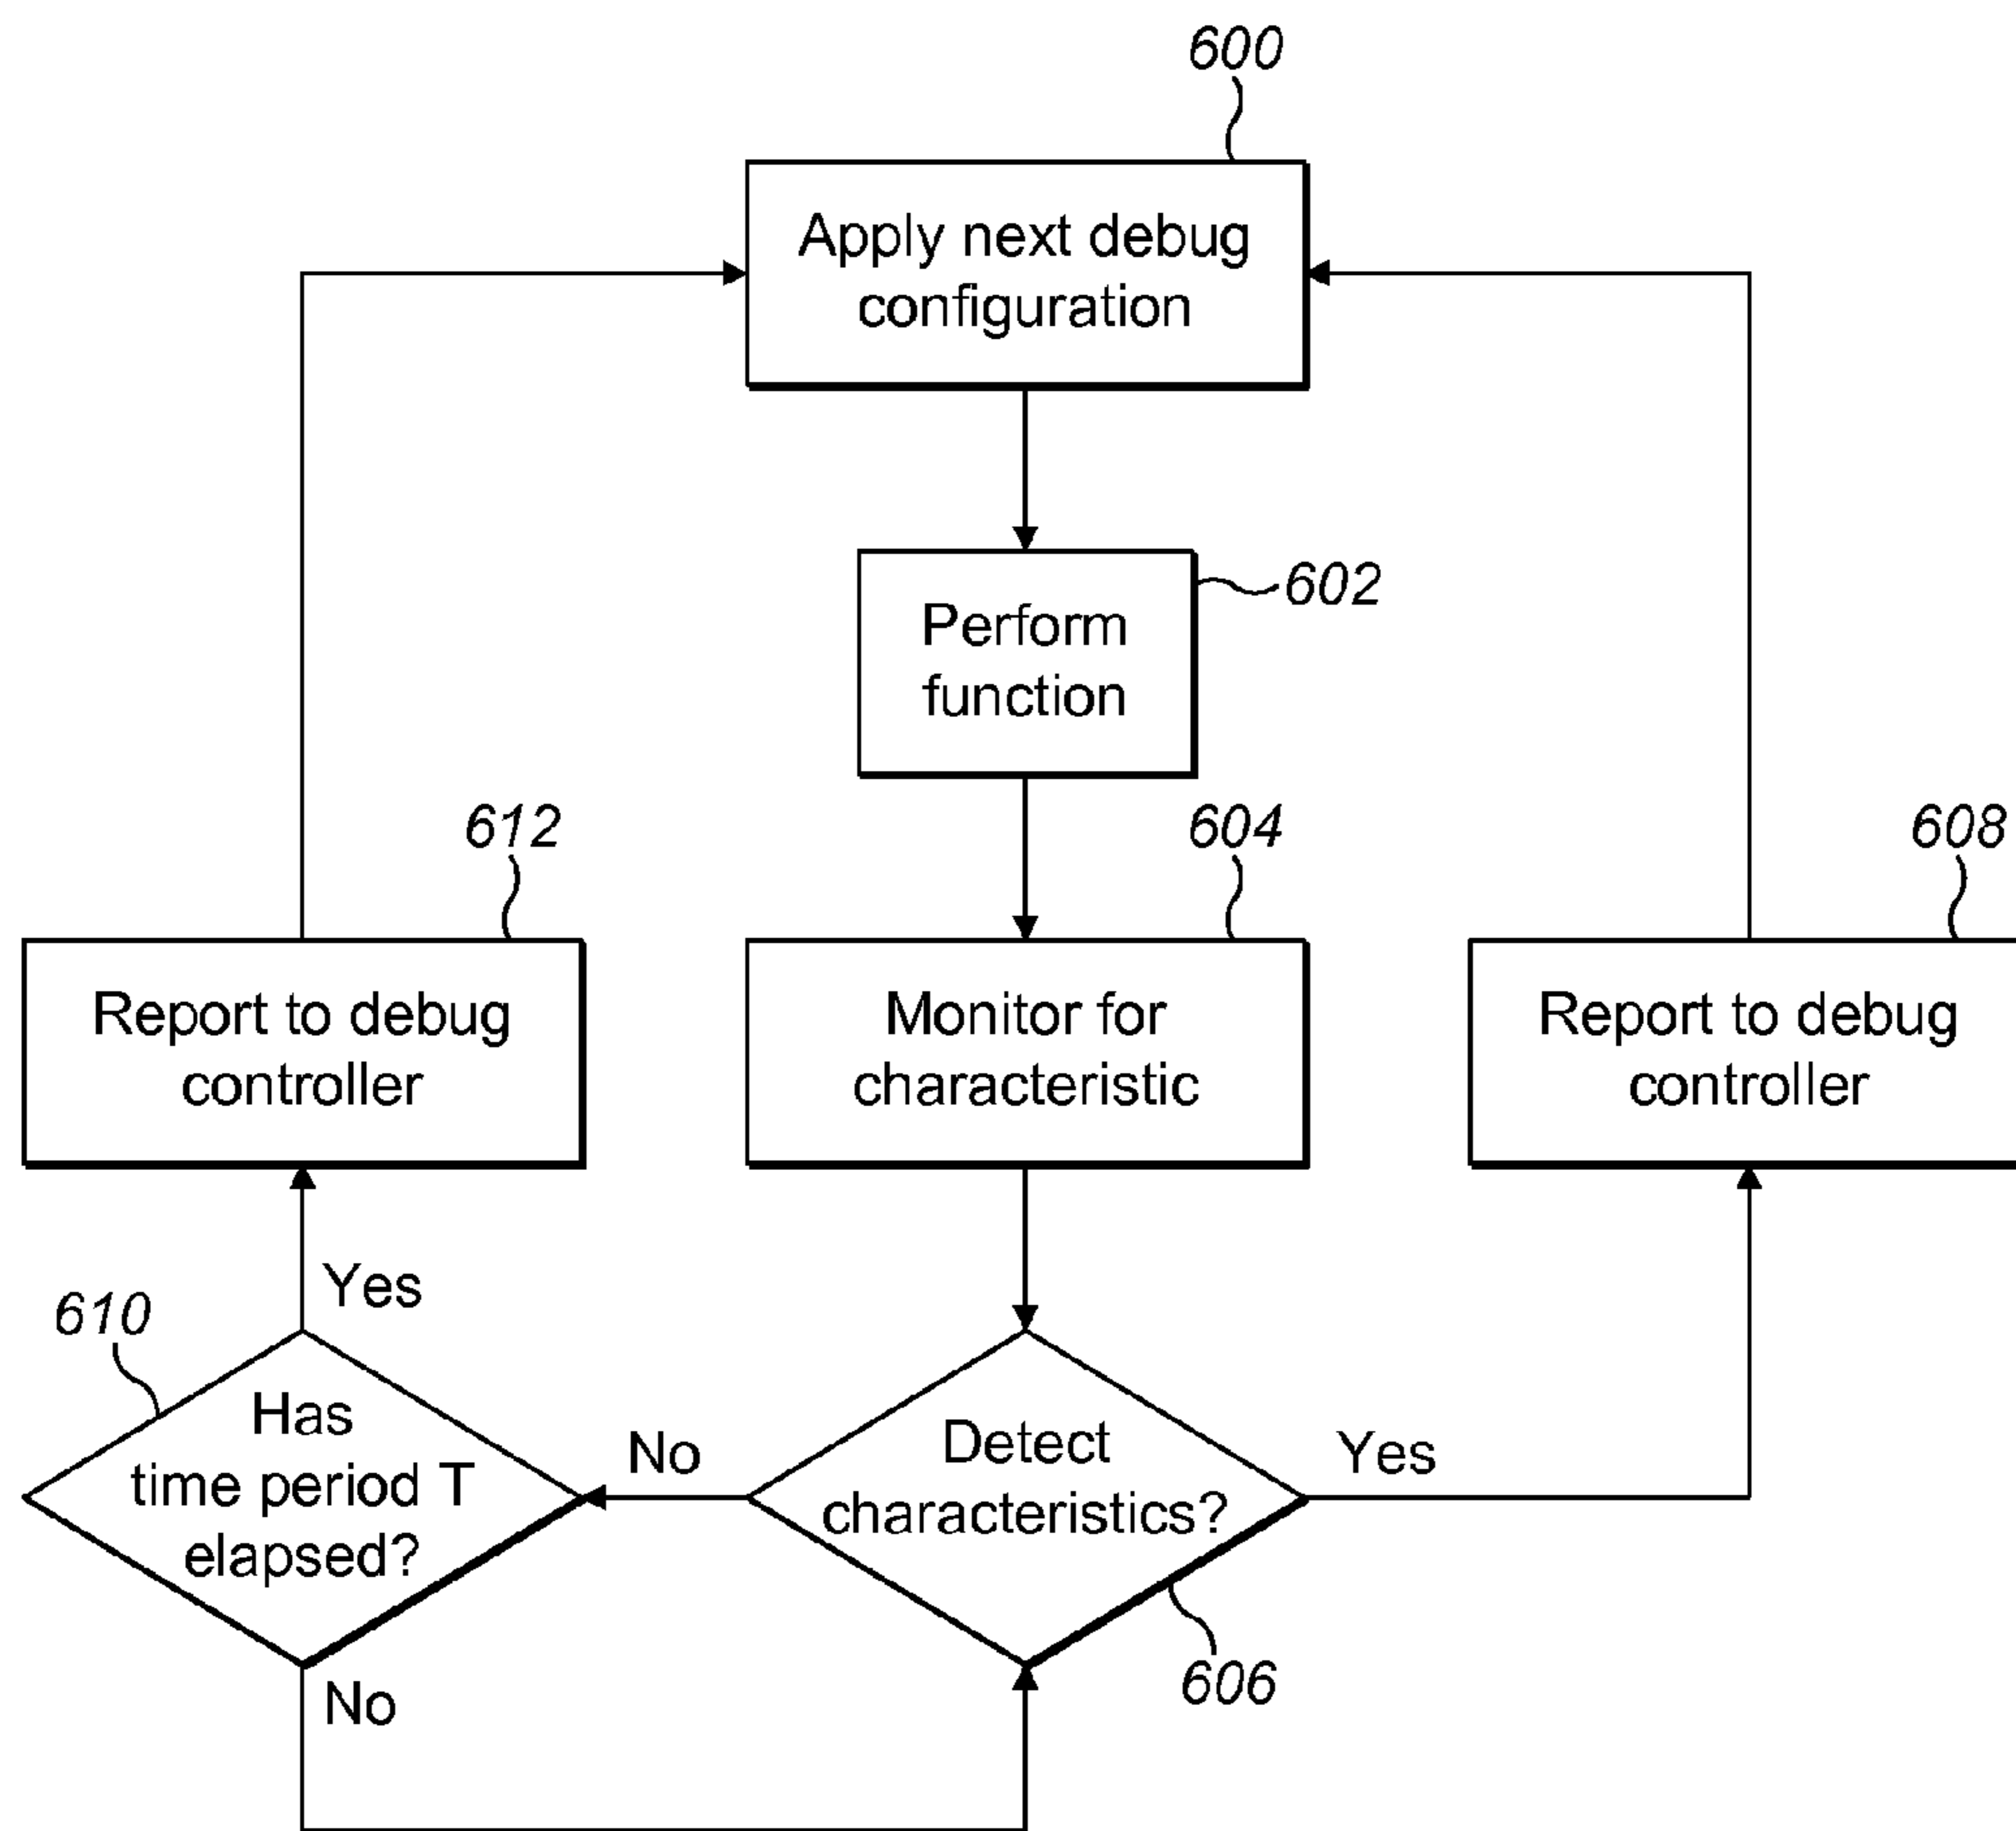 600
Apply next debug
configuration
602
Perform
function
612
604
608
Report to debug
controller
Monitor for
characteristic
Report to debug
controller
Yes
610
Has
time period T
elapsed?
No
Detect
characteristics?
Yes
606
No